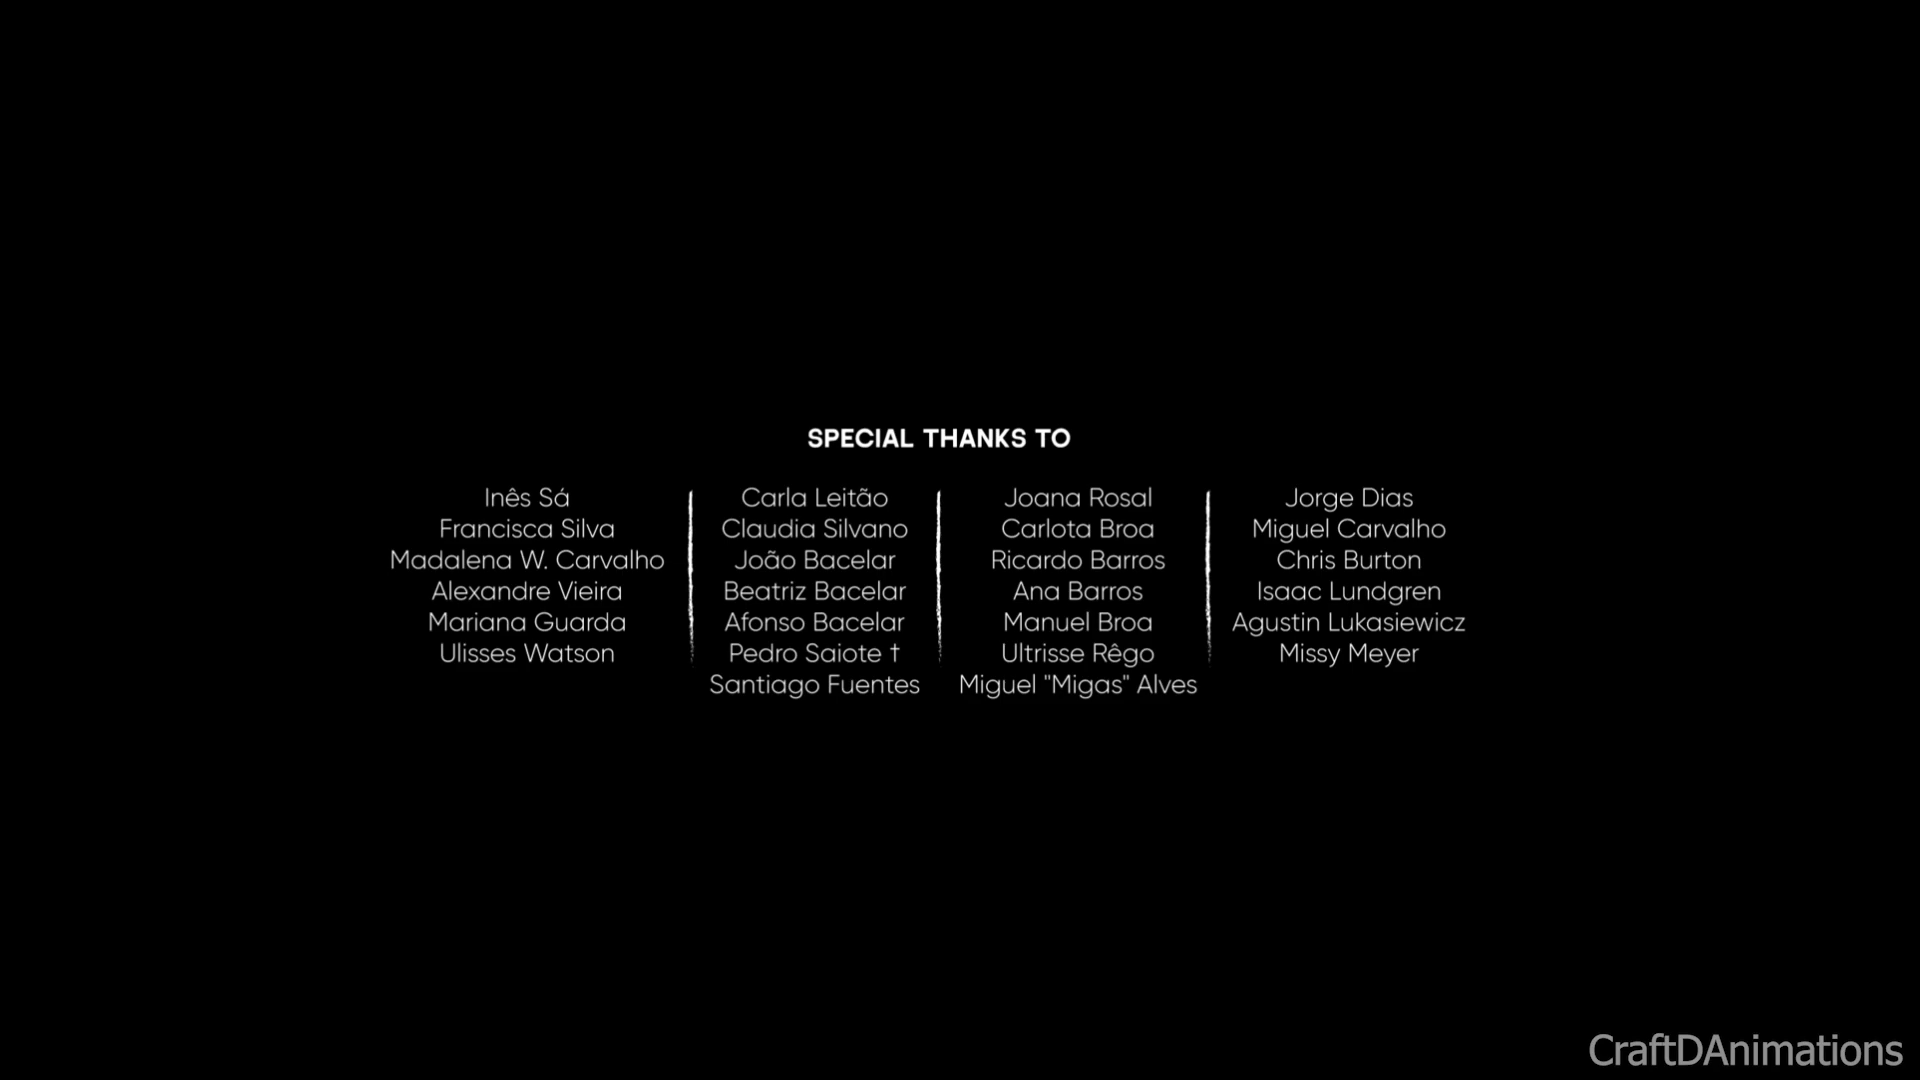 SPECIAL THANKS TO
Inês Sá
Francisca Silva
Madalena W. Carvalho
Alexandre Vieira
Mariana Guarda
Ulisses Watson
Carla Leitão
Claudia Silvano
João Bacelar
Beatriz Bacelar
Afonso Bacelar
Pedro Saiote †
Santiago Fuentes
Joana Rosal
Carlota Broa
Ricardo Barros
Ana Barros
Manuel Broa
Ultrisse Rêgo
Miguel "Migas" Alves
Jorge Dias
Miguel Carvalho
Chris Burton
Isaac Lundgren
Agustin Lukasiewicz
Missy Meyer
CraftDAnimations